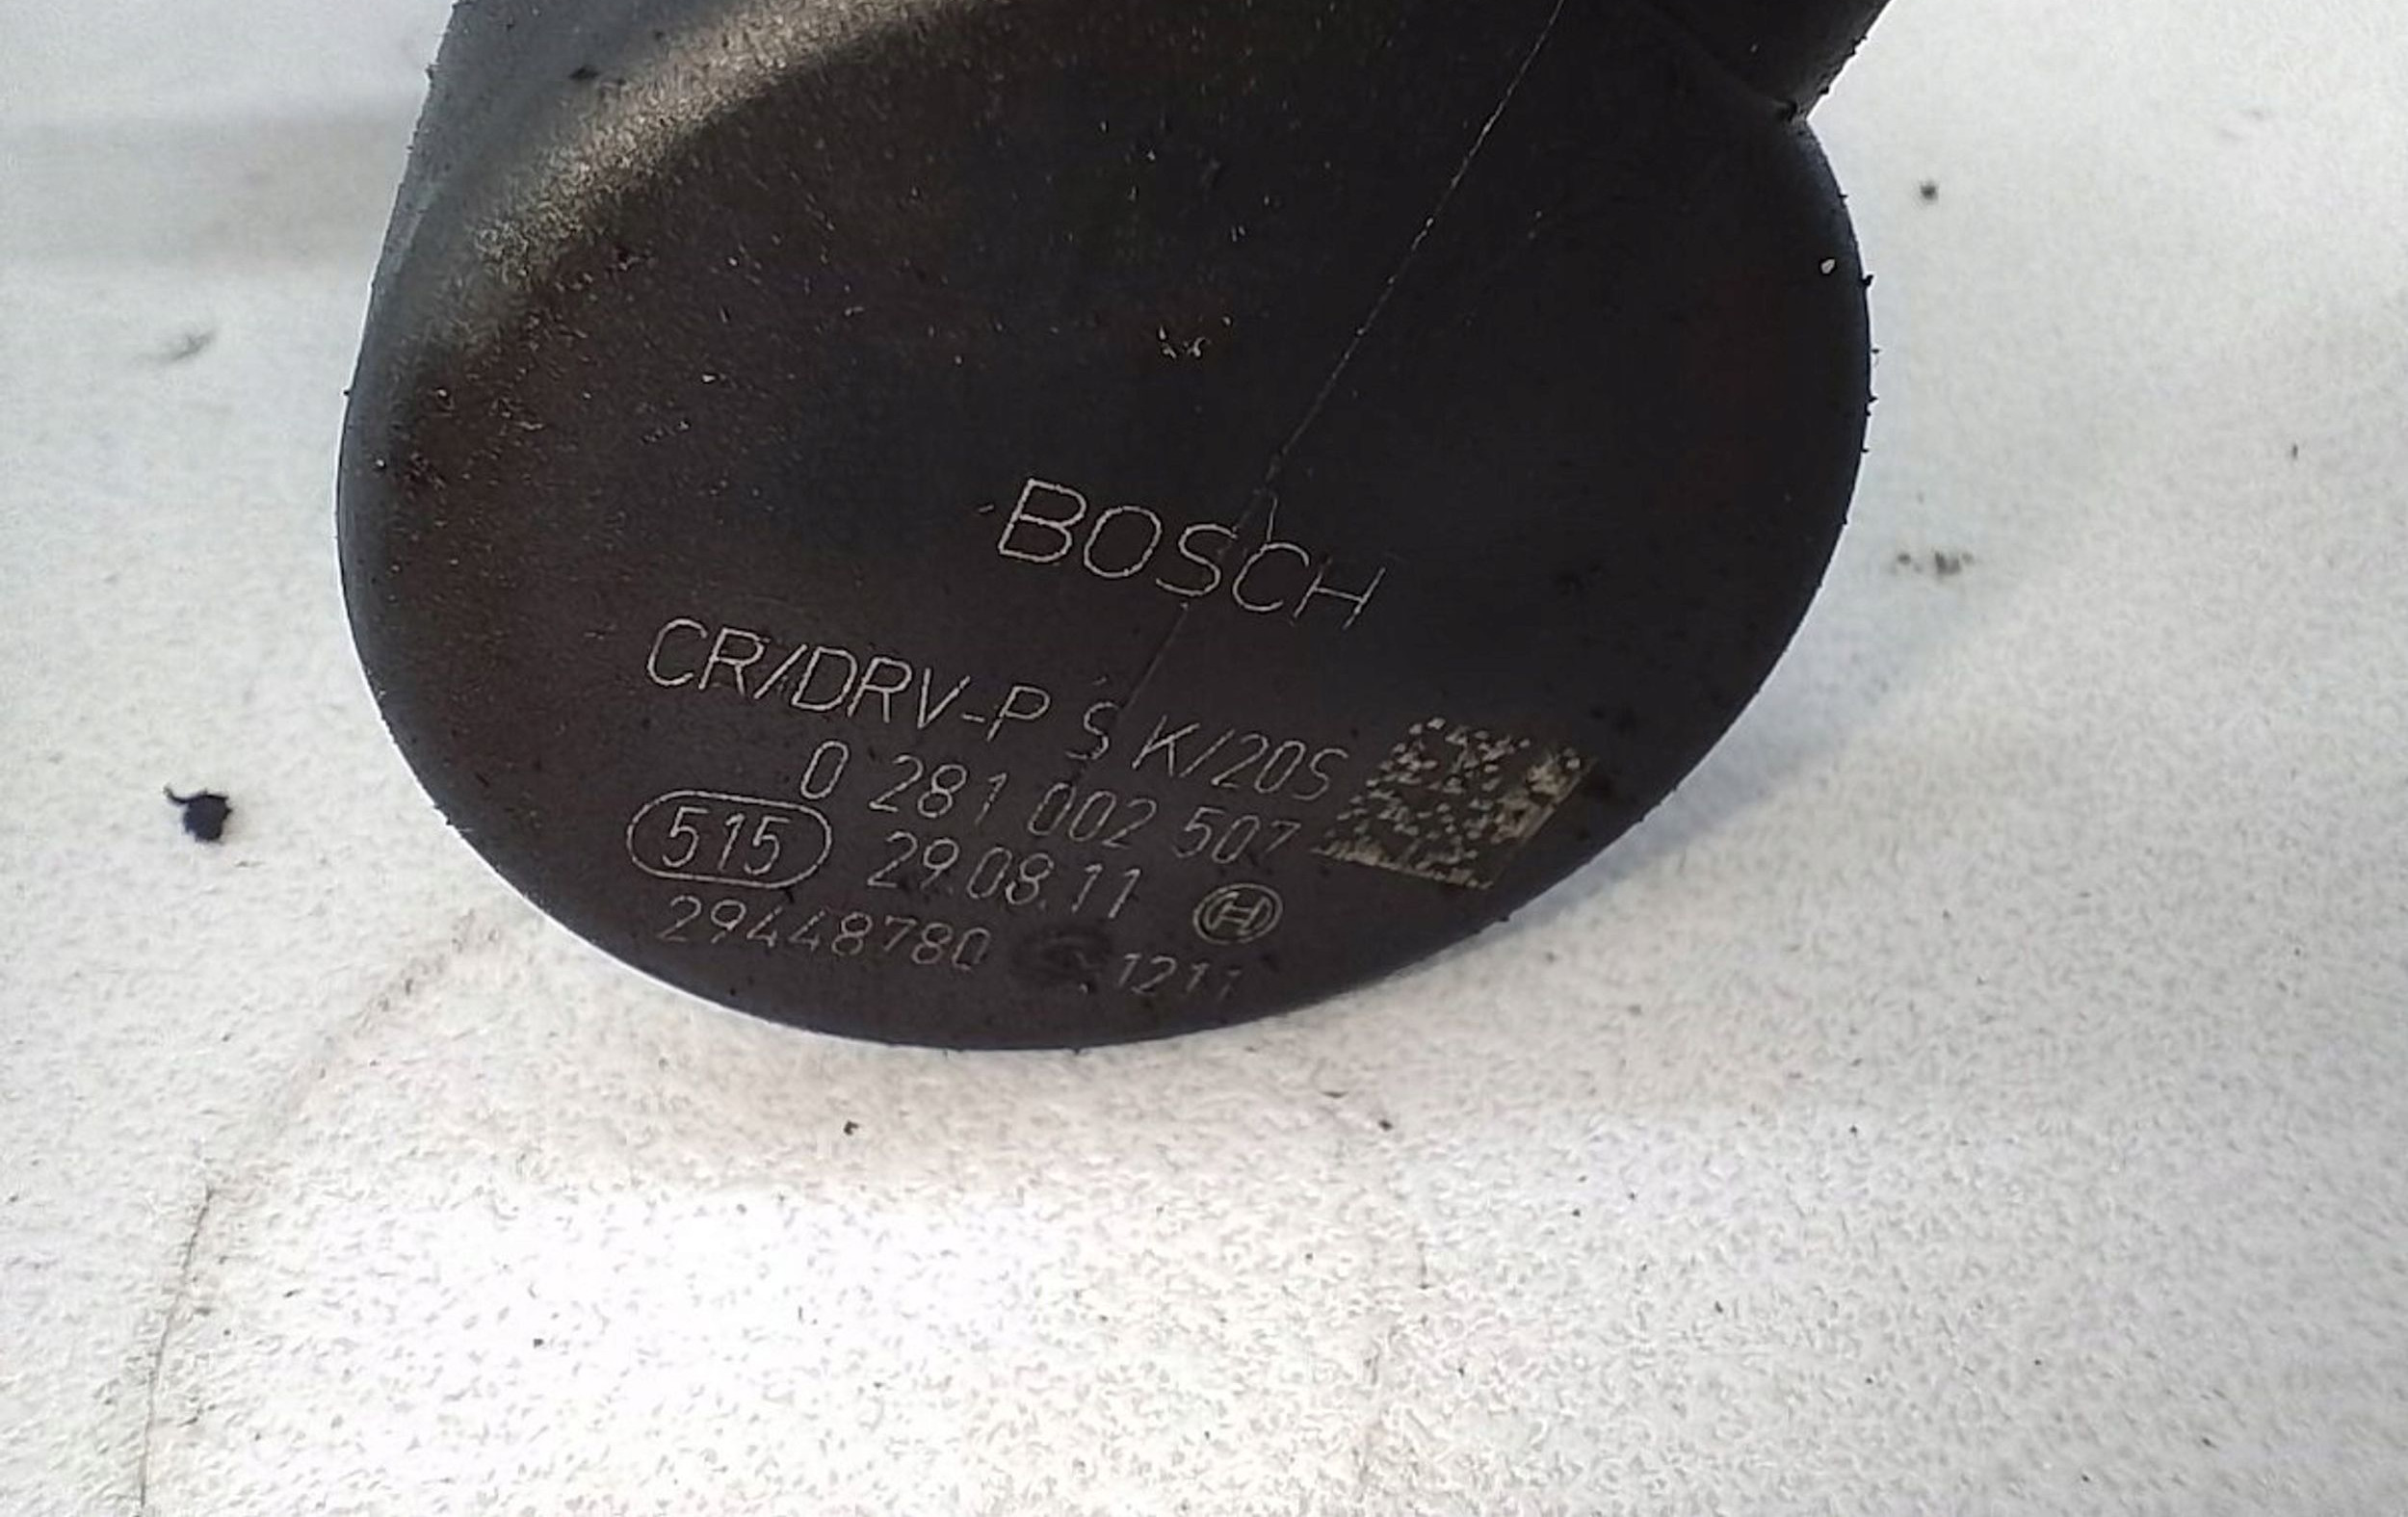 BOSCH
CR/DRV-P S K/20S
0 281 002 507
515 29.08.11 H
29448780 1211